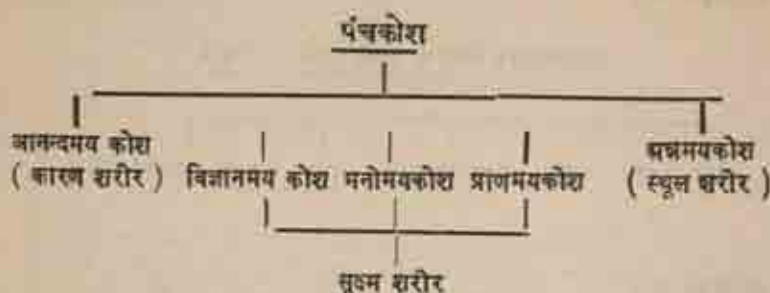 पंचकोश
आनन्दमय कोश
( कारण शरीर )
विज्ञानमय कोश मनोमयकोश प्राणमयकोश
अन्नमयकोश
( स्थूल शरीर )
सूक्ष्म शरीर